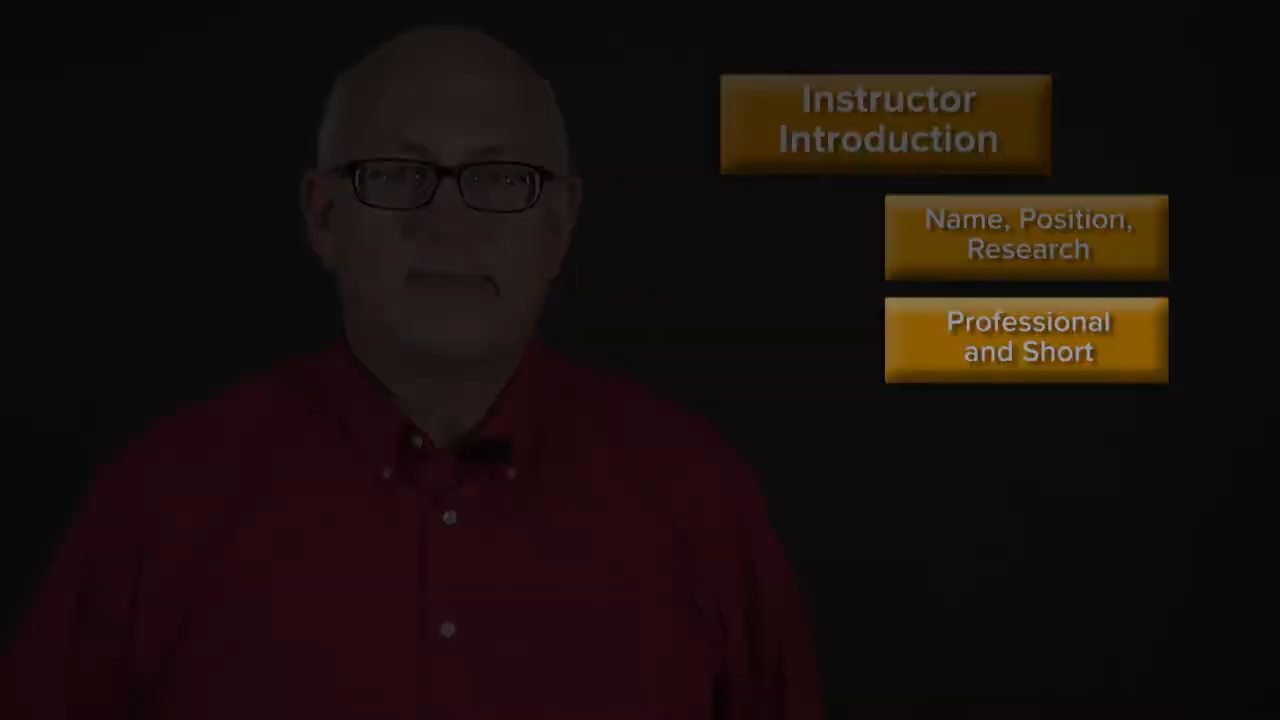 Instructor
Introduction
Name, Position,
Research
Professional
and Short